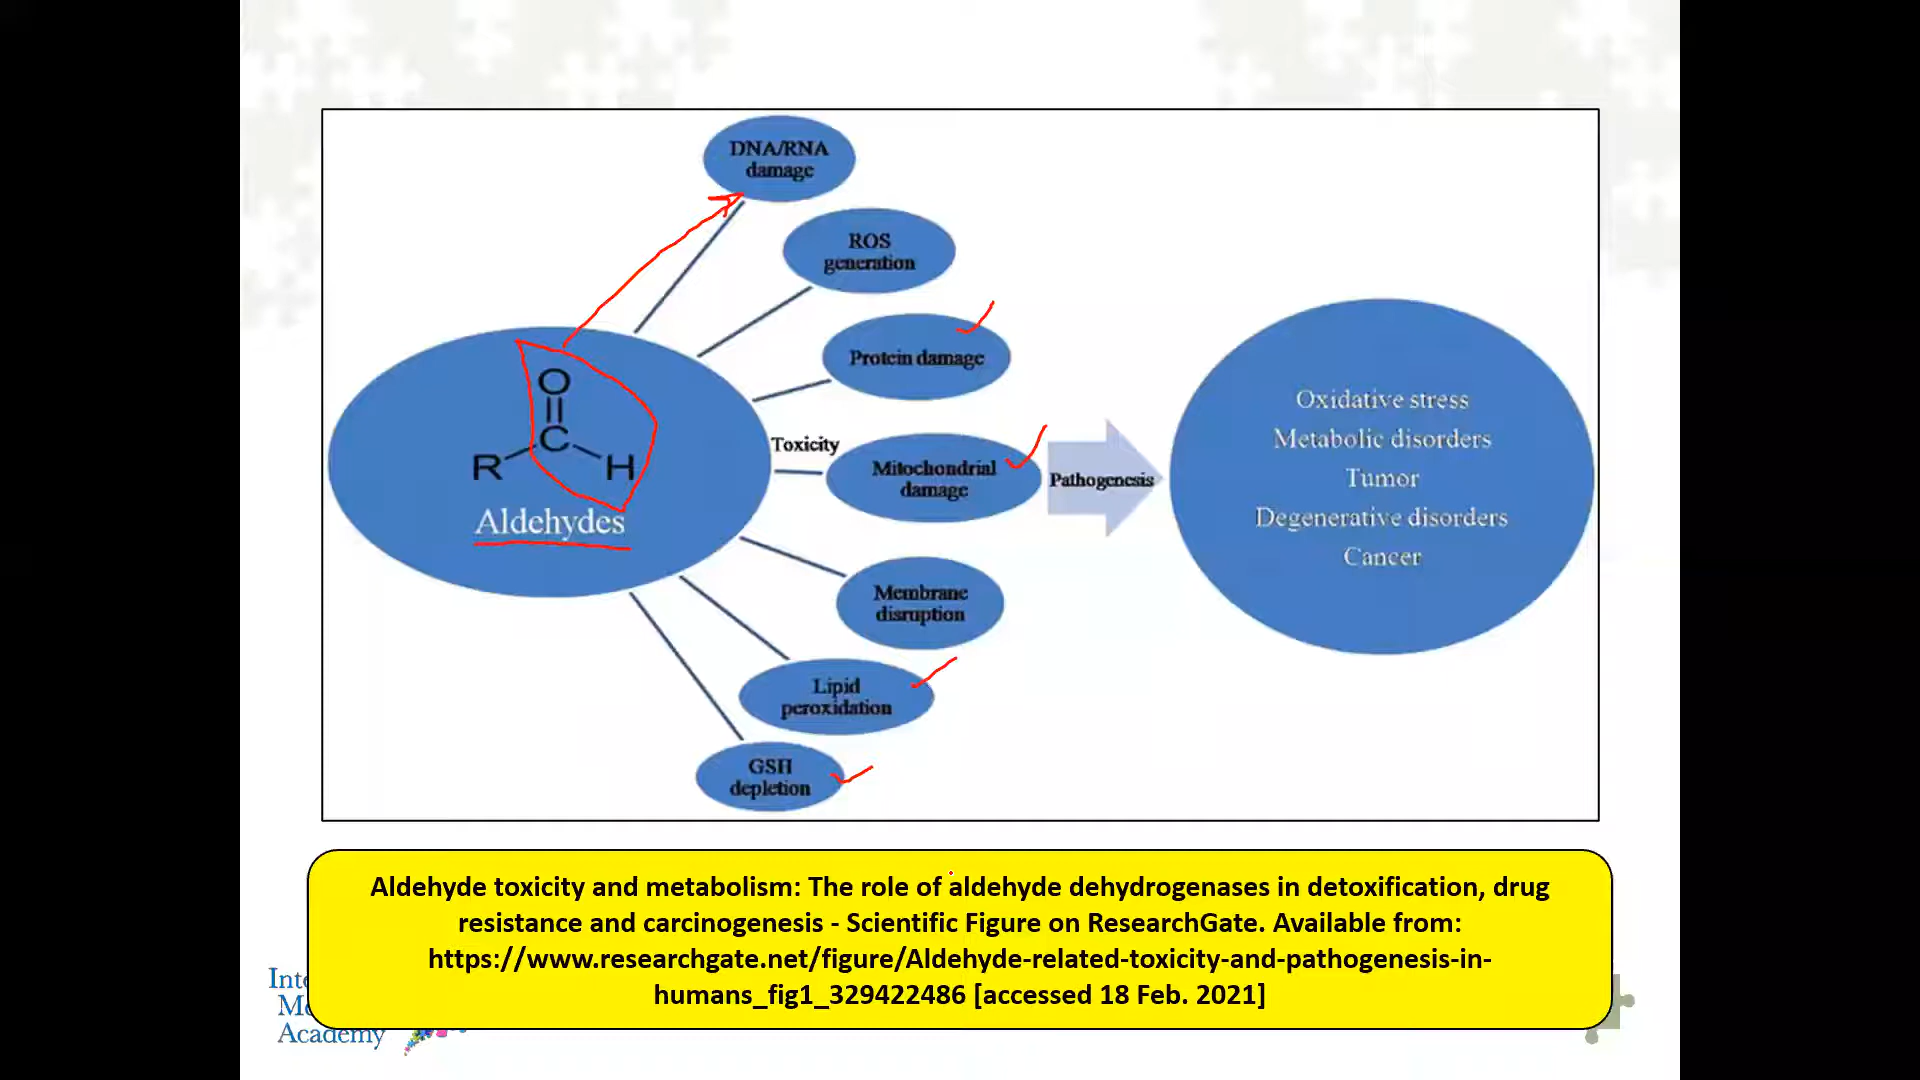 DNA/RNA
damage
ROS
generation
Protein damage
O
C
R
H
Aldehydes
Toxicity
Mitochondrial
damage
Pathogenesis
Oxidative stress
Metabolic disorders
Tumor
Degenerative disorders
Cancer
Membrane
disruption
Lipid
peroxidation
GSH
depletion
Aldehyde toxicity and metabolism: The role of aldehyde dehydrogenases in detoxification, drug
resistance and carcinogenesis - Scientific Figure on ResearchGate. Available from:
https://www.researchgate.net/figure/Aldehyde-related-toxicity-and-pathogenesis-in-
humans_fig1_329422486 [accessed 18 Feb. 2021]
Academy